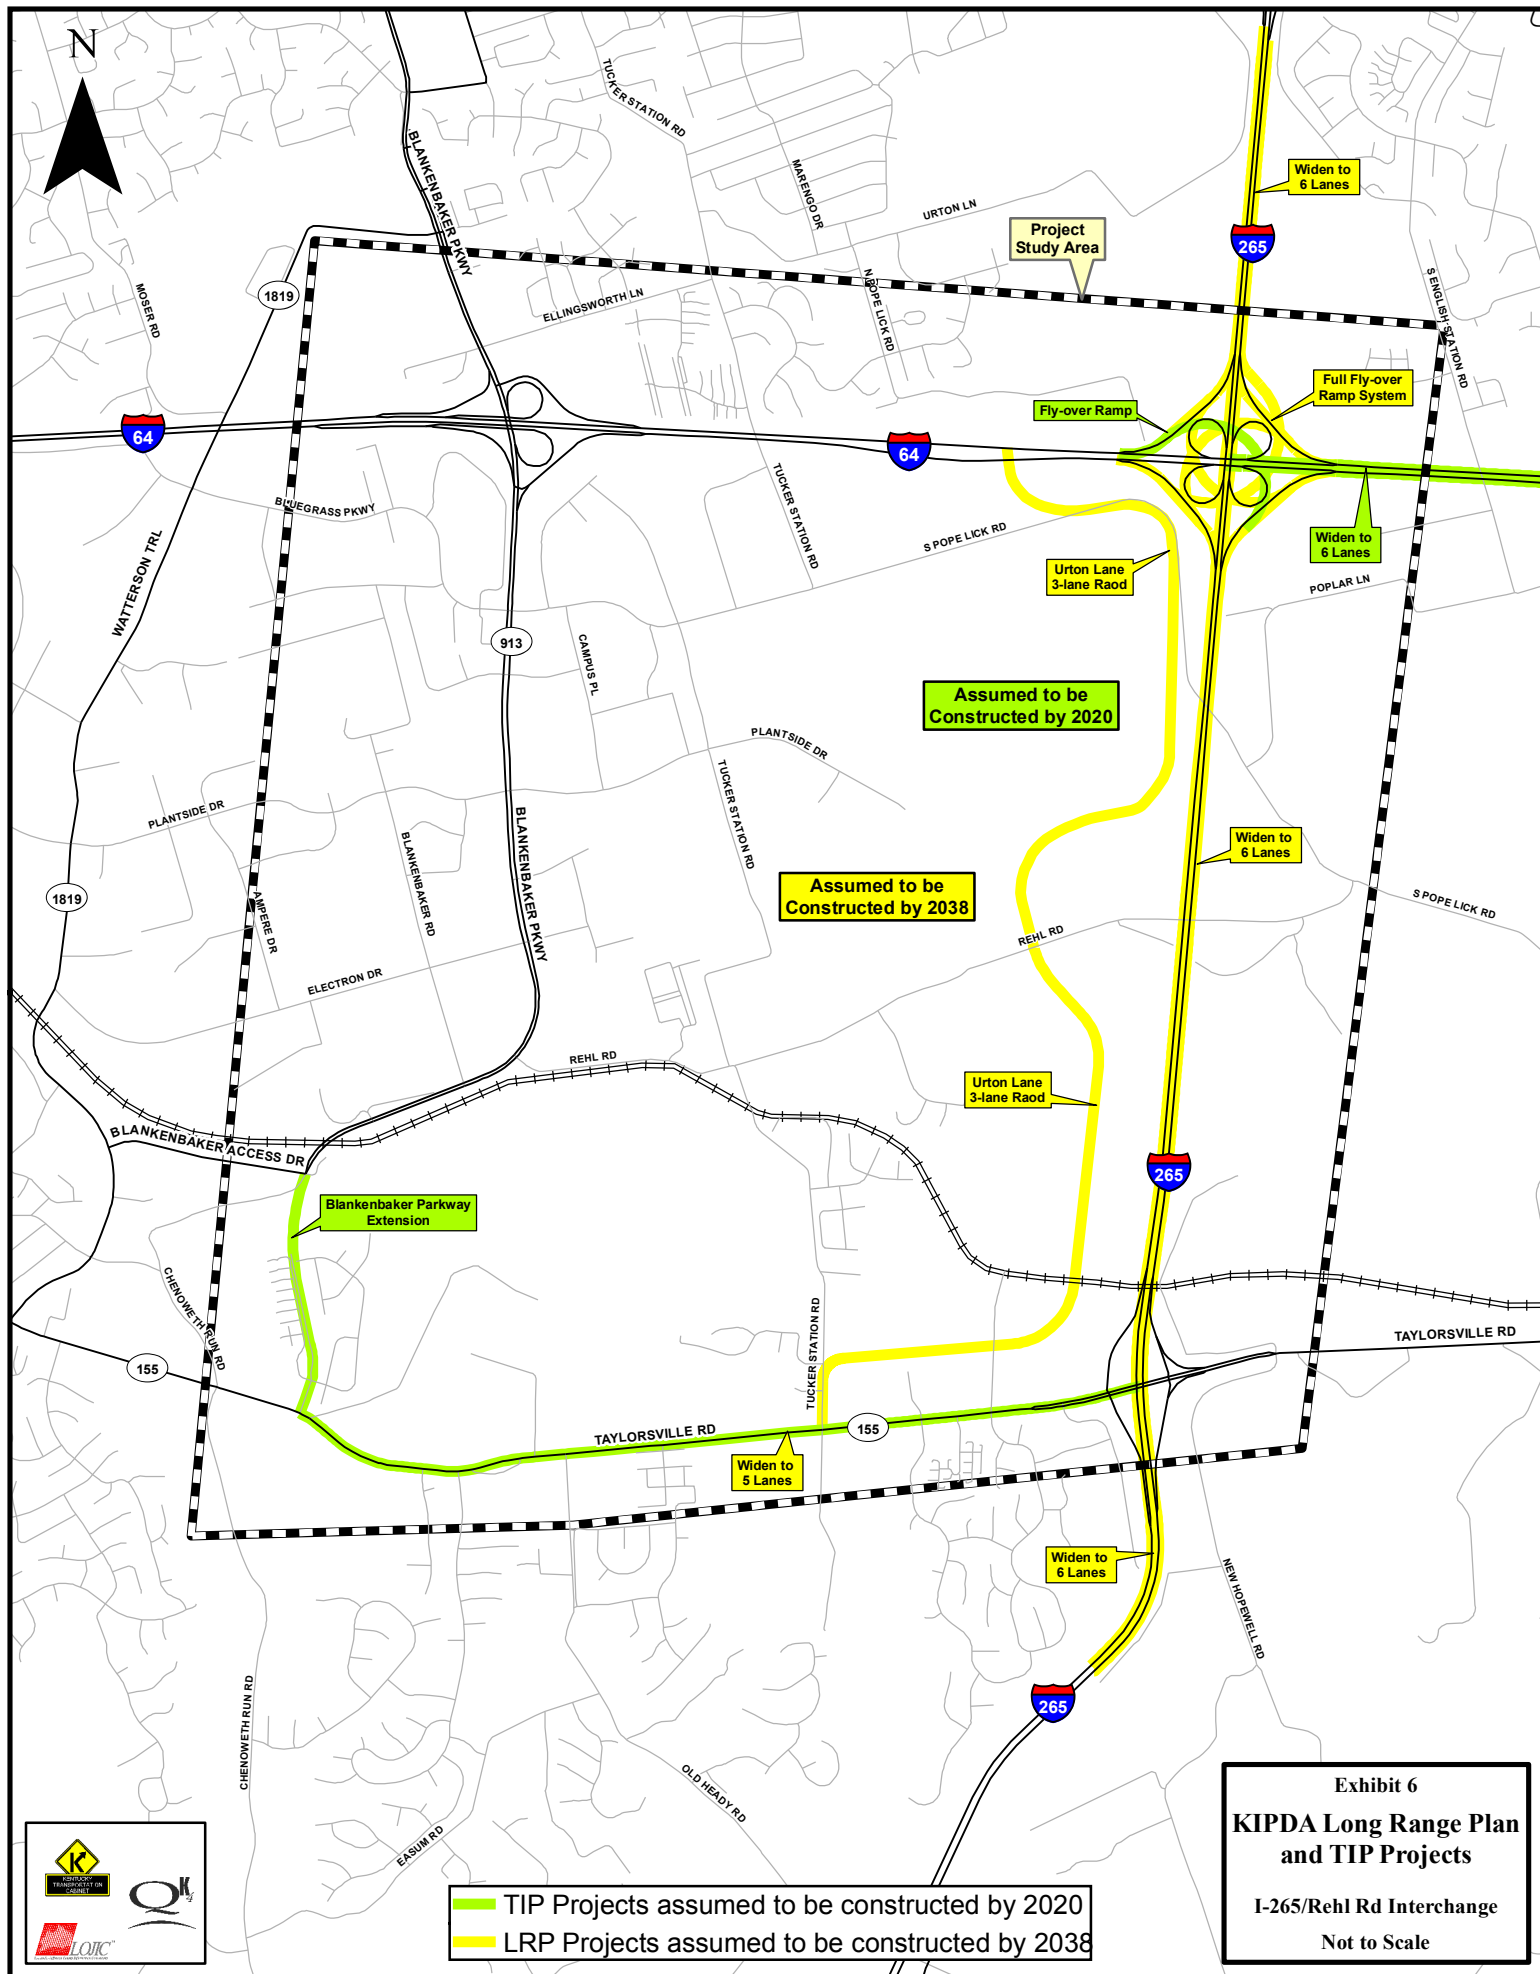 N
TUCKER STATION RD
BLANKENBAKER PKWY
MARENGO DR
URTON LN
Widen to
6 Lanes
Project
Study Area
265
S ENGLISH STATION RD
MOSER RD
1819
ELLINGSWORTH LN
N POPE LICK RD
Full Fly-over
Ramp System
Fly-over Ramp
64
64
TUCKER STATION RD
BLUEGRASS PKWY
S POPE LICK RD
Widen to
6 Lanes
WATTERSON TRL
Urton Lane
3-lane Raod
POPLAR LN
913
CAMPUS PL
Assumed to be
Constructed by 2020
PLANTSIDE DR
TUCKER STATION RD
PLANTSIDE DR
BLANKENBAKER RD
BLANKENBAKER PKWY
Widen to
6 Lanes
Assumed to be
Constructed by 2038
1819
AMPERE DR
S POPE LICK RD
REHL RD
ELECTRON DR
REHL RD
Urton Lane
3-lane Raod
BLANKENBAKER ACCESS DR
265
Blankenbaker Parkway
Extension
CHENOWETH RUN RD
TUCKER STATION RD
TAYLORSVILLE RD
155
TAYLORSVILLE RD
155
Widen to
5 Lanes
Widen to
6 Lanes
NEW HOPEWELL RD
CHENOWETH RUN RD
265
OLD HEADY RD
EASUM RD
Exhibit 6
KIPDA Long Range Plan
and TIP Projects
I-265/Rehl Rd Interchange
Not to Scale
KENTUCKY
TRANSPORTATION
CABINET
QK4
LOJIC
TIP Projects assumed to be constructed by 2020
LRP Projects assumed to be constructed by 2038